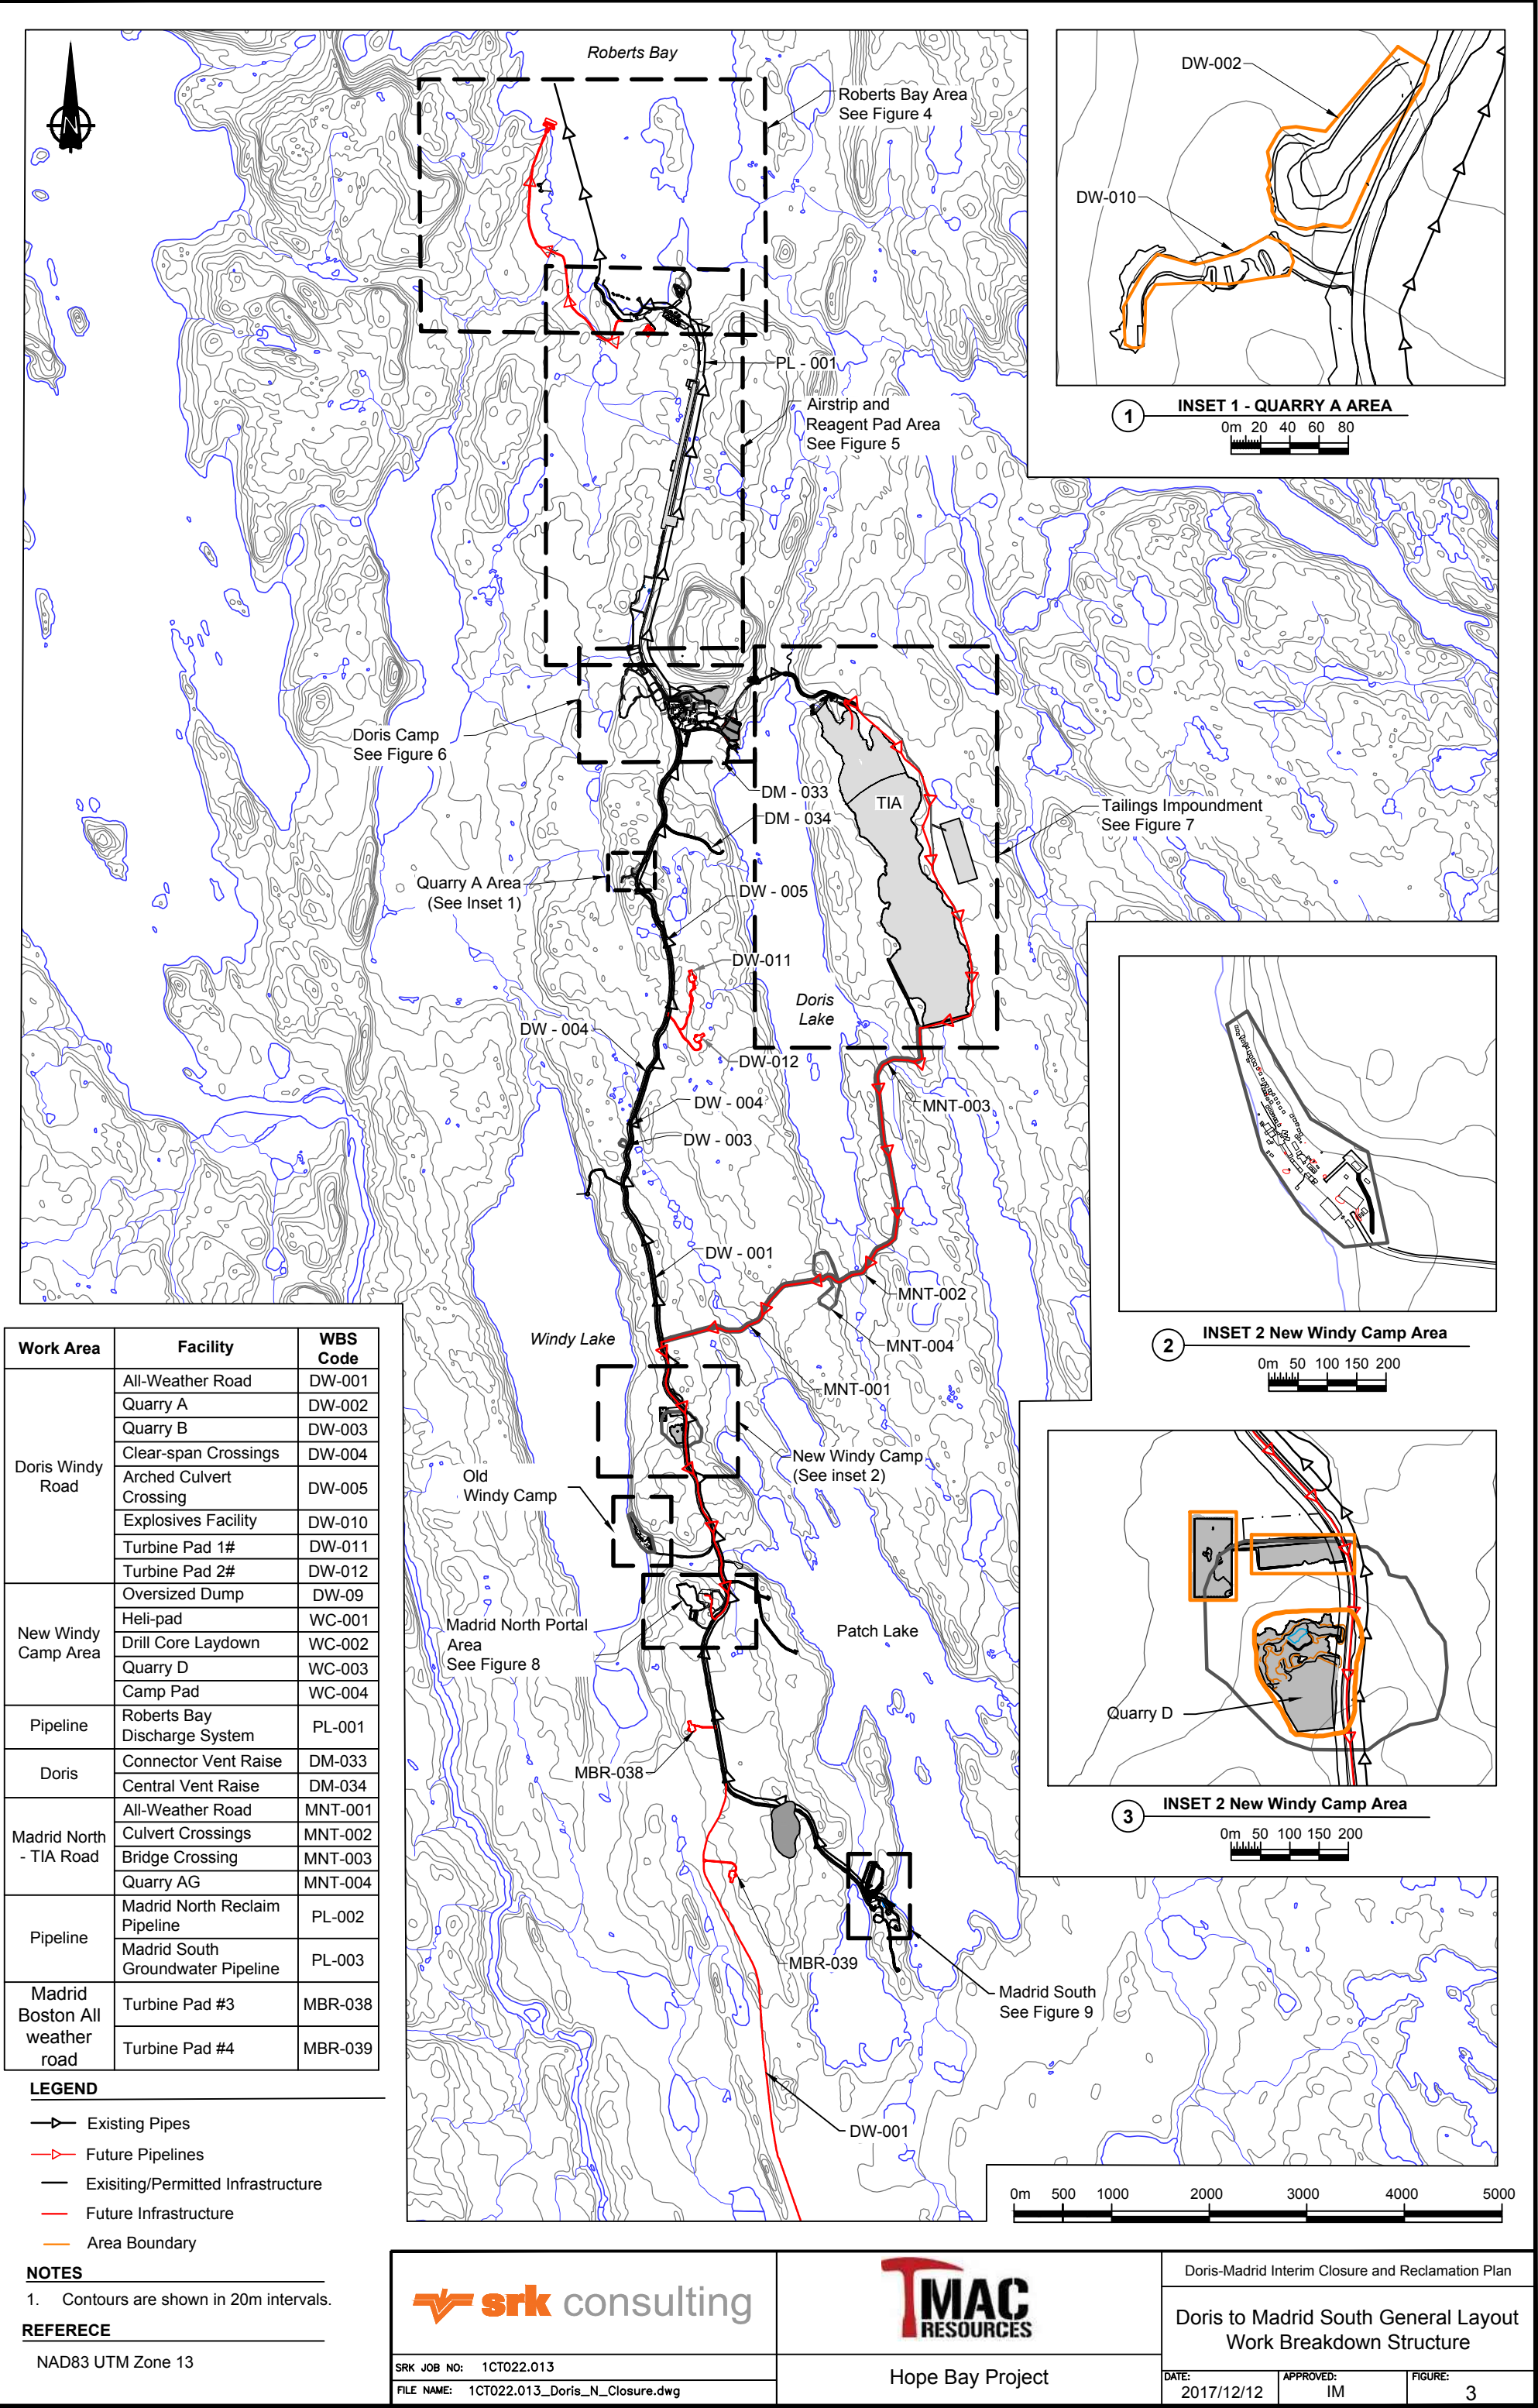 Roberts Bay
N
Roberts Bay Area
See Figure 4
PL - 001
Airstrip and
Reagent Pad Area
See Figure 5
Doris Camp
See Figure 6
DM - 033
DM - 034
TIA
Tailings Impoundment
See Figure 7
Quarry A Area
(See Inset 1)
DW - 005
DW-011
Doris
Lake
DW - 004
DW-012
DW - 004
MNT-003
DW - 003
DW - 001
MNT-002
Windy Lake
MNT-004
MNT-001
New Windy Camp
(See inset 2)
Old
Windy Camp
Madrid North Portal
Area
See Figure 8
Patch Lake
MBR-038
MBR-039
Madrid South
See Figure 9
DW-001
DW-002
DW-010
1
INSET 1 - QUARRY A AREA
0m 20 40 60 80
2
INSET 2 New Windy Camp Area
0m 50 100 150 200
Quarry D
3
INSET 2 New Windy Camp Area
0m 50 100 150 200
0m 500 1000 2000 3000 4000 5000
Work Area Facility WBS
Code
Doris Windy
Road
All-Weather Road DW-001
Quarry A DW-002
Quarry B DW-003
Clear-span Crossings DW-004
Arched Culvert
Crossing DW-005
Explosives Facility DW-010
Turbine Pad 1# DW-011
Turbine Pad 2# DW-012
New Windy
Camp Area
Oversized Dump DW-09
Heli-pad WC-001
Drill Core Laydown WC-002
Quarry D WC-003
Camp Pad WC-004
Pipeline
Roberts Bay
Discharge System PL-001
Doris
Connector Vent Raise DM-033
Central Vent Raise DM-034
Madrid North
- TIA Road
All-Weather Road MNT-001
Culvert Crossings MNT-002
Bridge Crossing MNT-003
Quarry AG MNT-004
Pipeline
Madrid North Reclaim
Pipeline PL-002
Madrid South
Groundwater Pipeline PL-003
Madrid
Boston All
weather
road
Turbine Pad #3 MBR-038
Turbine Pad #4 MBR-039
LEGEND
Existing Pipes
Future Pipelines
Exisiting/Permitted Infrastructure
Future Infrastructure
Area Boundary
NOTES
1. Contours are shown in 20m intervals.
REFERECE
NAD83 UTM Zone 13
srk consulting
SRK JOB NO: 1CT022.013
FILE NAME: 1CT022.013_Doris_N_Closure.dwg
TMAC
RESOURCES
Hope Bay Project
Doris-Madrid Interim Closure and Reclamation Plan
Doris to Madrid South General Layout
Work Breakdown Structure
DATE: 2017/12/12
APPROVED: IM
FIGURE: 3